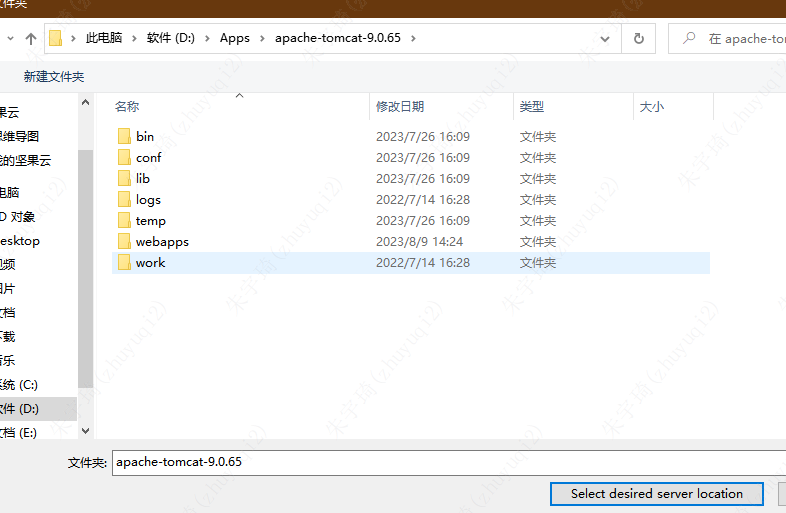 文件夹
此电脑 软件 (D:) Apps apache-tomcat-9.0.65 在 apache-to
新建文件夹
名称 修改日期 类型 大小
果云
思维导图
我的坚果云
电脑
D 对象
esktop
视频
图片
文档
下载
音乐
系统 (C:)
软件 (D:)
文档 (E:)
bin 2023/7/26 16:09 文件夹
conf 2023/7/26 16:09 文件夹
lib 2023/7/26 16:09 文件夹
logs 2022/7/14 16:28 文件夹
temp 2023/7/26 16:09 文件夹
webapps 2023/8/9 14:24 文件夹
work 2022/7/14 16:28 文件夹
文件夹: apache-tomcat-9.0.65
Select desired server location
朱宇琦(zhuyuqi2)